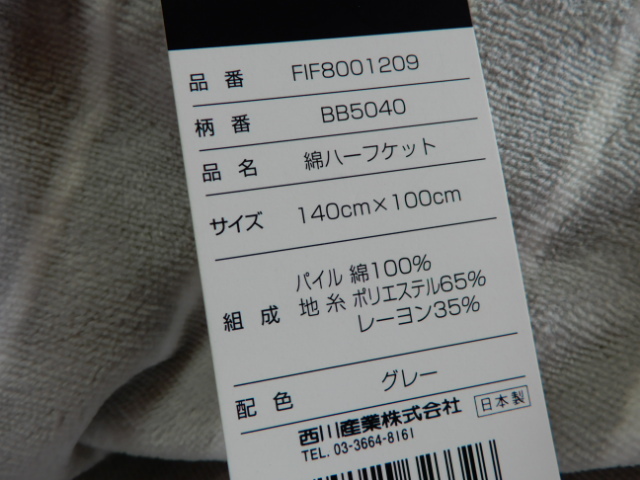 品番 FIF8001209
柄番 BB5040
品名 綿ハーフケット
サイズ 140cm×100cm
組成 パイル 綿100%
地糸 ポリエステル65%
レーヨン35%
配色 グレー
西川産業株式会社 日本製
TEL. 03-3664-8161